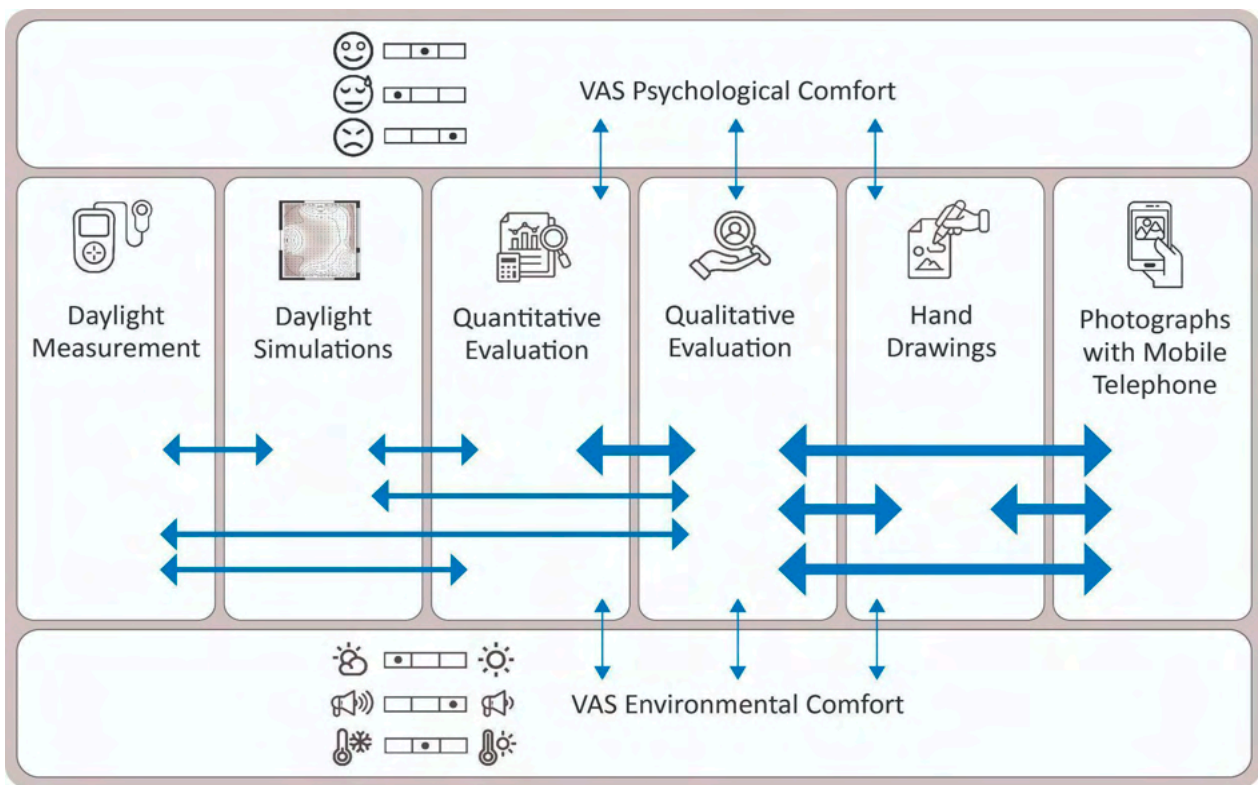 VAS Psychological Comfort
Daylight
Measurement
Daylight
Simulations
Quantitative
Evaluation
Qualitative
Evaluation
Hand
Drawings
Photographs
with Mobile
Telephone
VAS Environmental Comfort